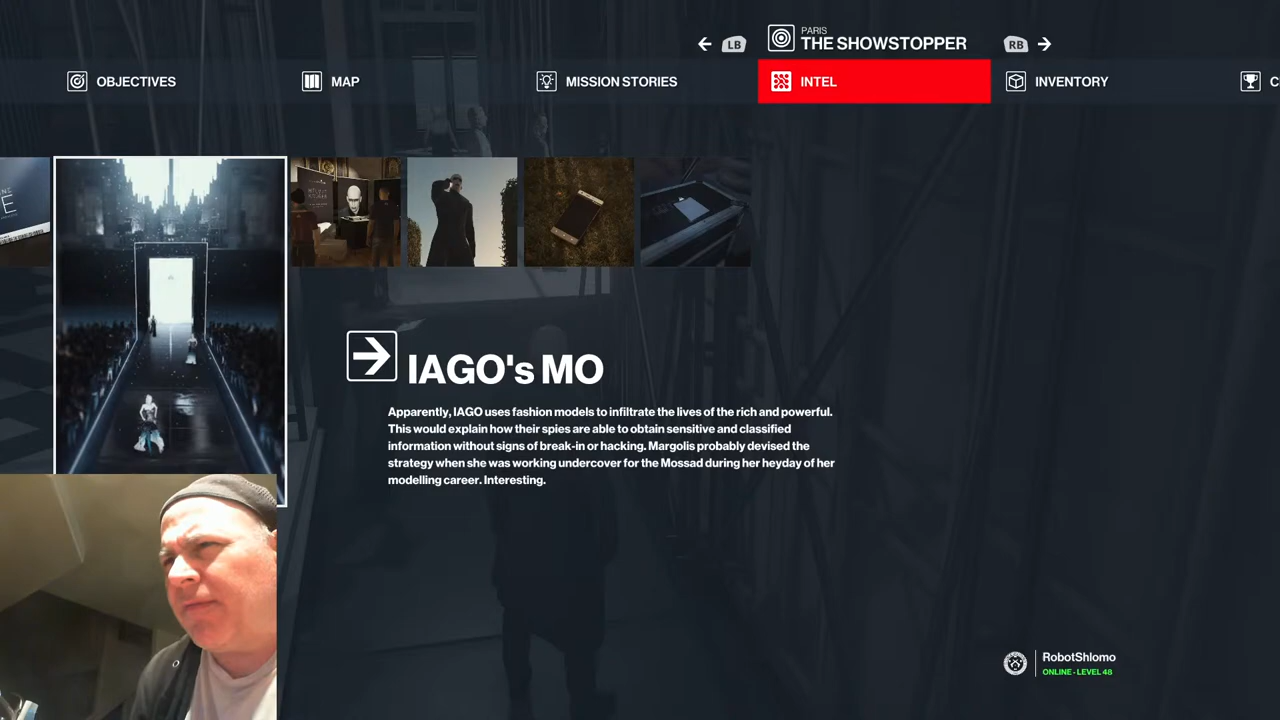 PARIS
LB THE SHOWSTOPPER RB
OBJECTIVES MAP MISSION STORIES INTEL INVENTORY C
E
IAGO's MO
Apparently, IAGO uses fashion models to infiltrate the lives of the rich and powerful.
This would explain how their spies are able to obtain sensitive and classified
information without signs of break-in or hacking. Margolis probably devised the
strategy when she was working undercover for the Mossad during her heyday of her
modelling career. Interesting.
RobotShlomo
ONLINE - LEVEL 48